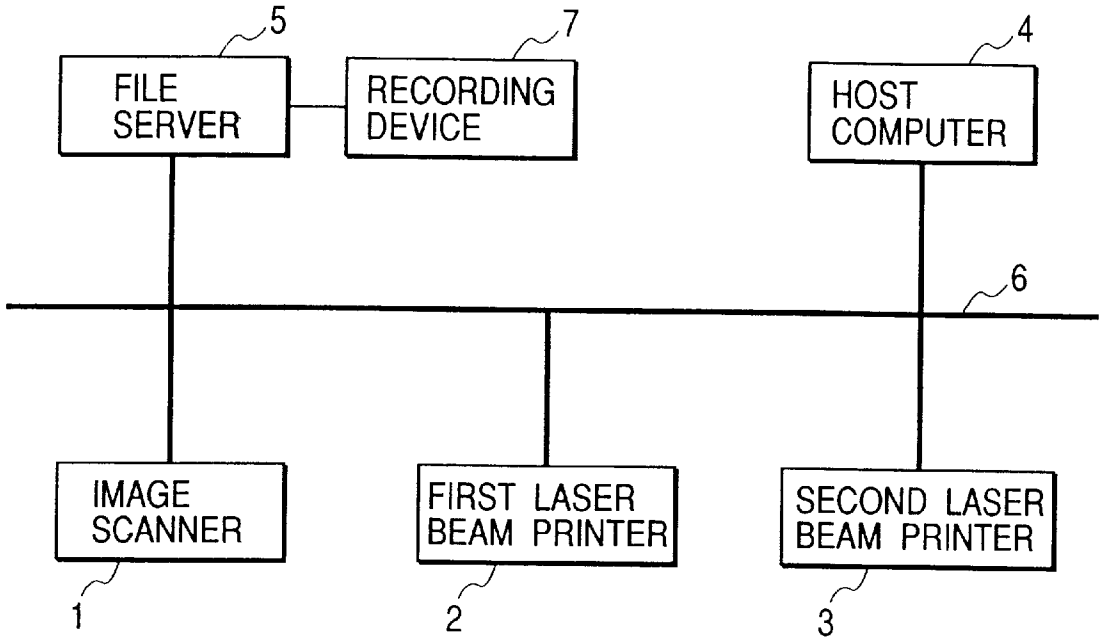 5
7
4
FILE
SERVER
RECORDING
DEVICE
HOST
COMPUTER
6
IMAGE
SCANNER
FIRST LASER
BEAM PRINTER
SECOND LASER
BEAM PRINTER
1
2
3